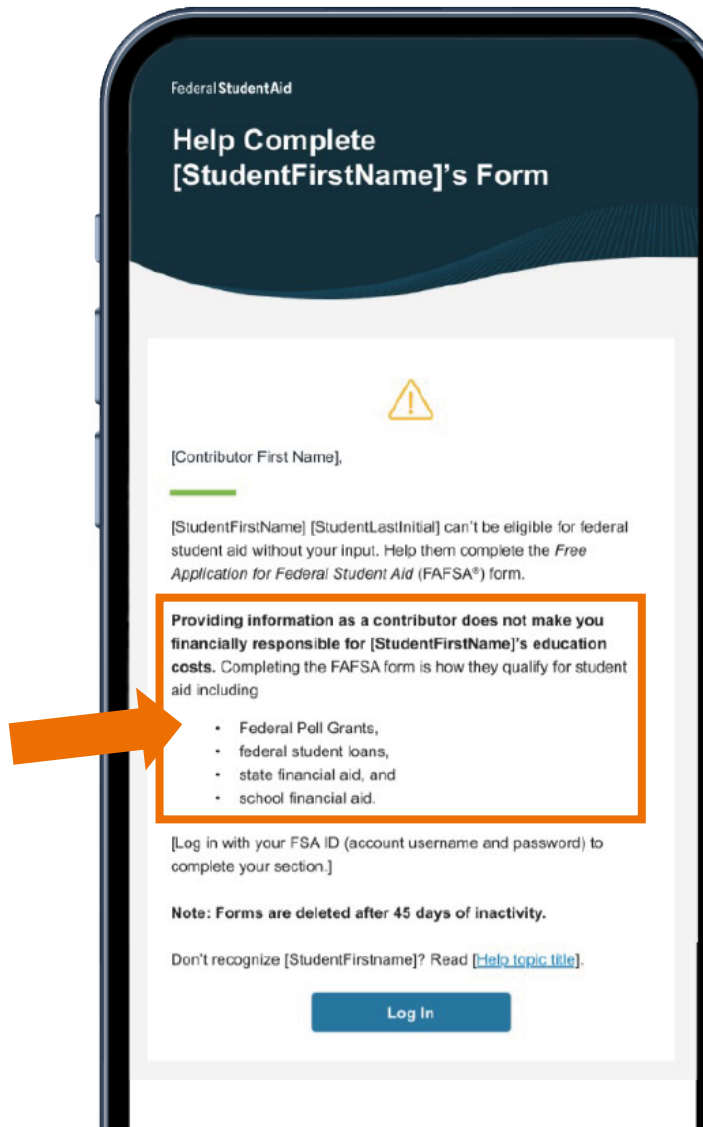 Federal Student Aid
Help Complete
[StudentFirstName]'s Form
[Contributor First Name],
[StudentFirstName] [StudentLastInitial] can't be eligible for federal
student aid without your input. Help them complete the Free
Application for Federal Student Aid (FAFSA®) form.
Providing information as a contributor does not make you
financially responsible for [StudentFirstName]'s education
costs. Completing the FAFSA form is how they qualify for student
aid including
• Federal Pell Grants,
• federal student loans,
• state financial aid, and
• school financial aid.
[Log in with your FSA ID (account username and password) to
complete your section.]
Note: Forms are deleted after 45 days of inactivity.
Don't recognize [StudentFirstname]? Read [Help topic title].
Log In